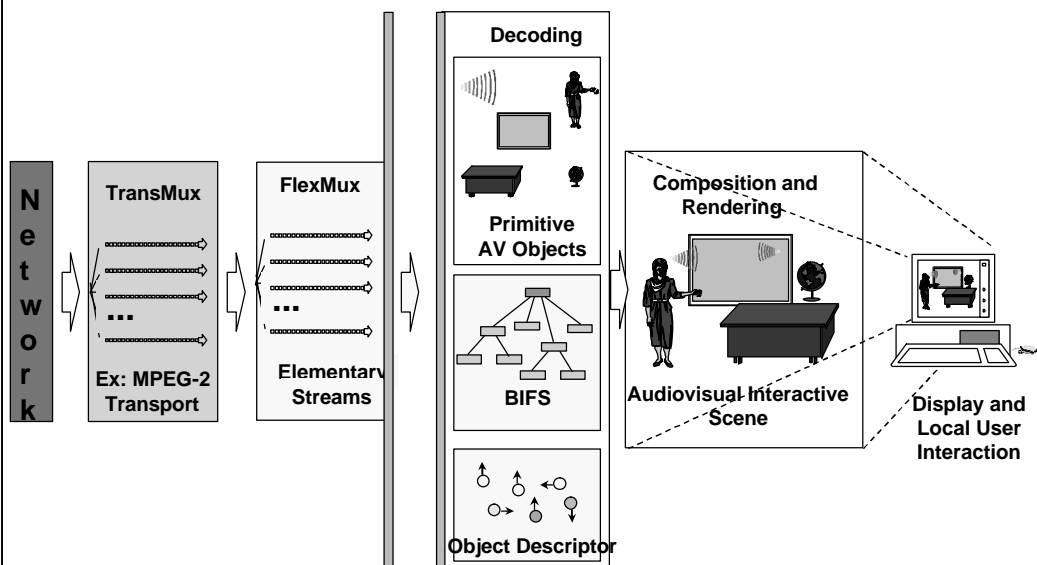 Network
TransMux
...
Ex: MPEG-2
Transport
FlexMux
...
Elementary
Streams
Decoding
Primitive
AV Objects
BIFS
Object Descriptor
Composition and
Rendering
Audiovisual Interactive
Scene
Display and
Local User
Interaction